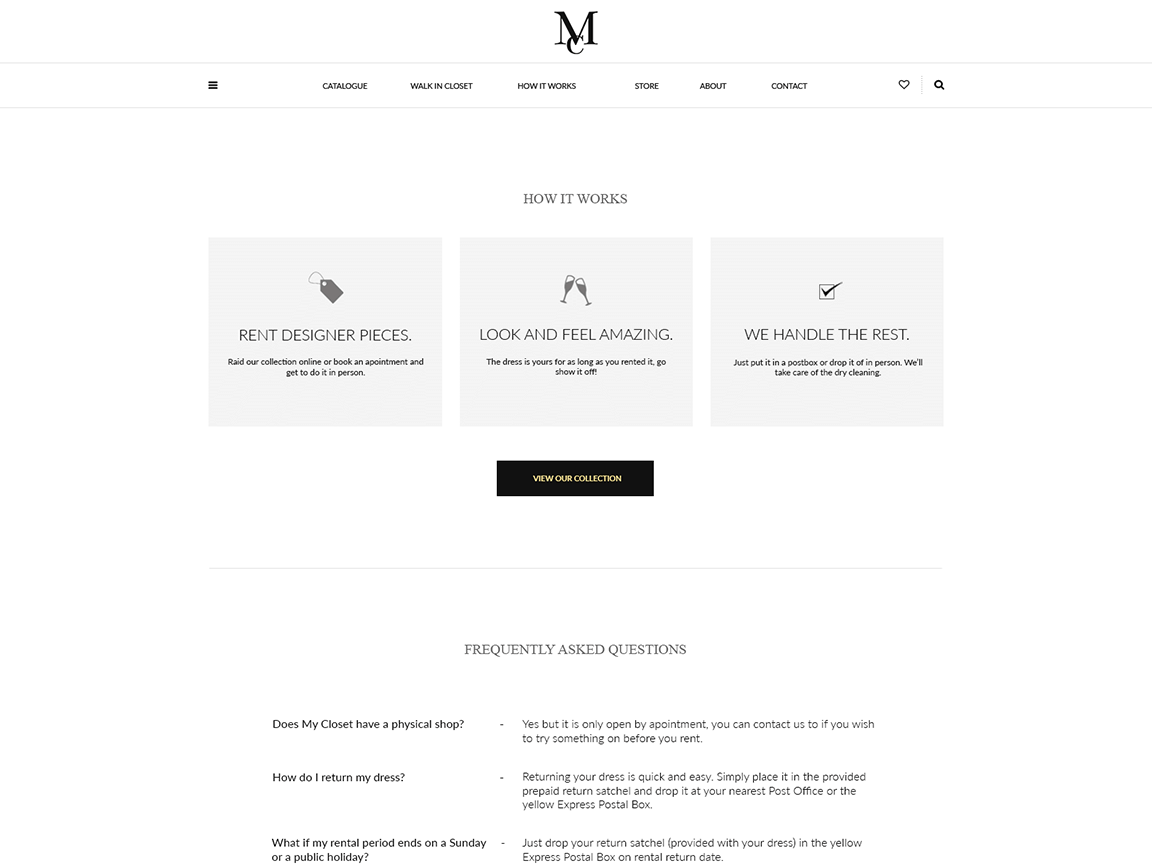 MC
CATALOGUE
WALK IN CLOSET
HOW IT WORKS
STORE
ABOUT
CONTACT
HOW IT WORKS
RENT DESIGNER PIECES.
Raid our collection online or book an apointment and
get to do it in person.
LOOK AND FEEL AMAZING.
The dress is yours for as long as you rented it, go
show it off!
WE HANDLE THE REST.
Just put it in a postbox or drop it of in person. We'll
take care of the dry cleaning.
VIEW OUR COLLECTION
FREQUENTLY ASKED QUESTIONS
Does My Closet have a physical shop?
-
Yes but it is only open by apointment, you can contact us to if you wish
to try something on before you rent.
How do I return my dress?
-
Returning your dress is quick and easy. Simply place it in the provided
prepaid return satchel and drop it at your nearest Post Office or the
yellow Express Postal Box.
What if my rental period ends on a Sunday
or a public holiday?
-
Just drop your return satchel (provided with your dress) in the yellow
Express Postal Box on rental return date.